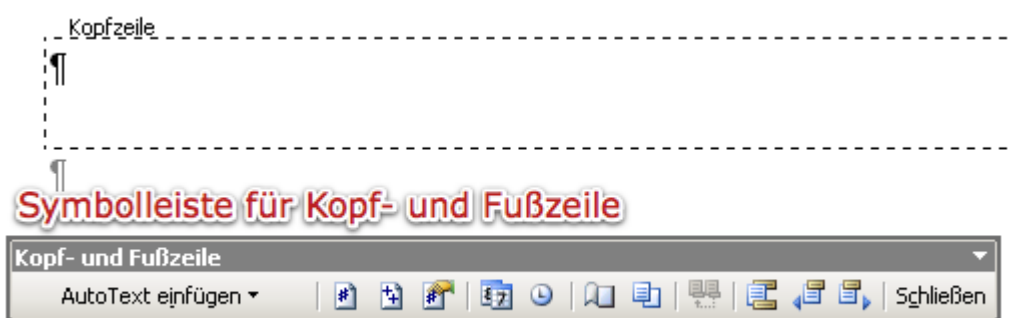 Kopfzeile
¶
¶
Symbolleiste für Kopf- und Fußzeile
Kopf- und Fußzeile
AutoText einfügen Schließen